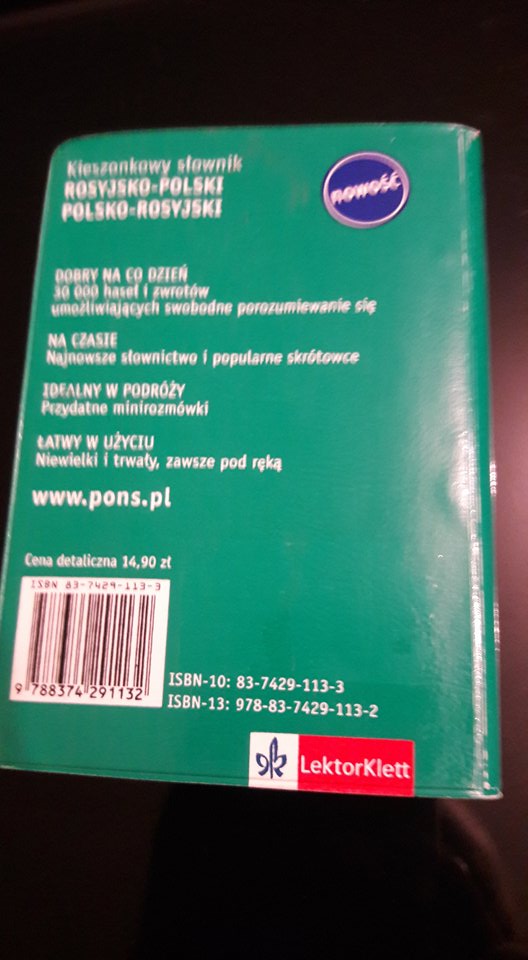 Kieszonkowy słownik
ROSYJSKO-POLSKI
POLSKO-ROSYJSKI
nowość
DOBRY NA CO DZIEŃ
30 000 haseł i zwrotów
umożliwiających swobodne porozumiewanie się
NA CZASIE
Najnowsze słownictwo i popularne skrótowce
IDEALNY W PODRÓŻY
Przydatne minirozmówki
ŁATWY W UŻYCIU
Niewielki i trwały, zawsze pod ręką
www.pons.pl
Cena detaliczna 14,90 zł
ISBN 83-7429-113-3
9 788374 291132
ISBN-10: 83-7429-113-3
ISBN-13: 978-83-7429-113-2
LektorKlett